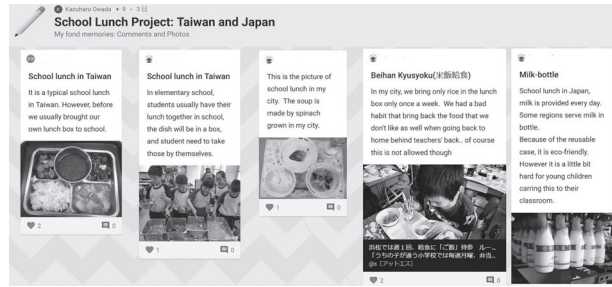 Kazuharu Owada + 9 • 3日
School Lunch Project: Taiwan and Japan
My fond memories: Comments and Photos
School lunch in Taiwan
It is a typical school lunch
in Taiwan. However, before
we usually brought our
own lunch box to school.
2
0
School lunch in Taiwan
In elementary school,
students usually have their
lunch together in school,
the dish will be in a box,
and student need to take
those by themselves.
1
0
This is the picture of
school lunch in my
city. The soup is
made by spinach
grown in my city.
1
0
Beihan Kyusyoku(米飯給食)
In my city, we bring only rice in the lunch
box only once a week. We had a bad
habit that bring back the food that we
don't like as well when going back to
home behind teachers' back.. of course
this is not allowed though
浜松では週1回、給食に「ご飯」持参 ルー...
「うちの子が通う小学校では毎週月曜、弁当...
@s [アットエス]
2
0
Milk-bottle
School lunch in Japan,
milk is provided every day.
Some regions serve milk in
bottle.
Because of the reusable
case, it is eco-friendly.
However it is a little bit
hard for young children
carring this to their
classroom.